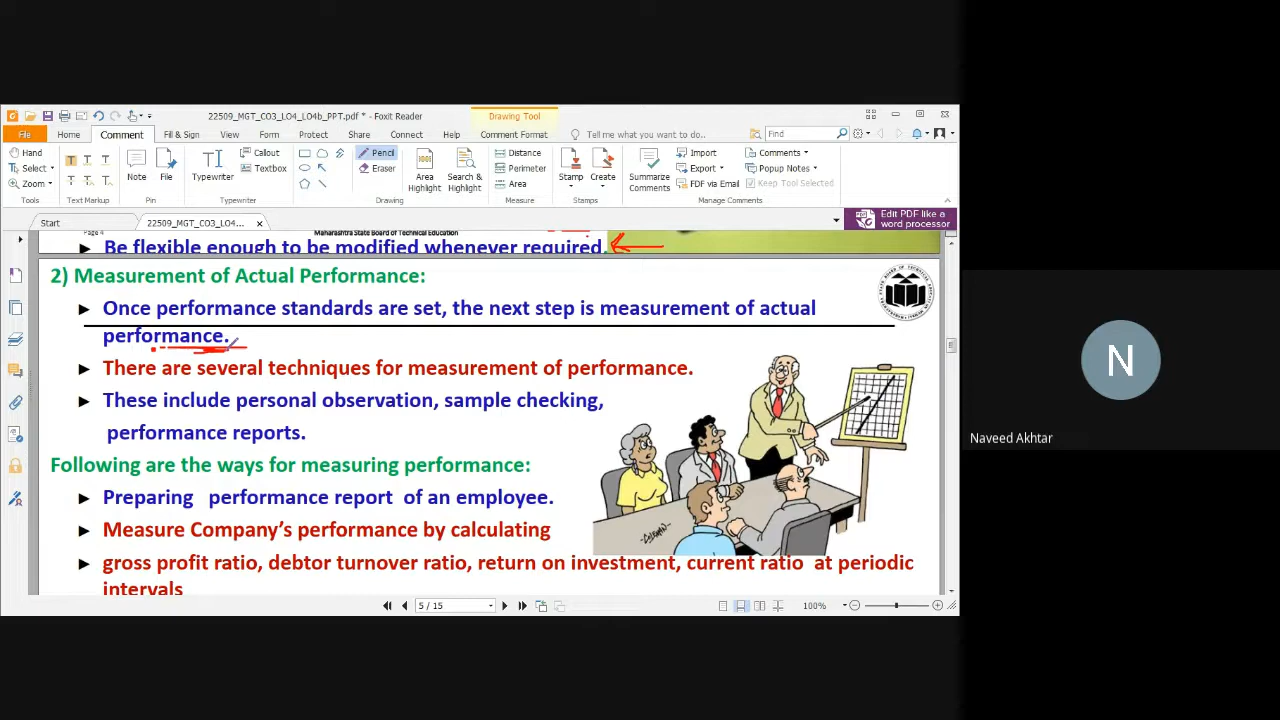 22509_MGT_CO3_LO4_LO4b_PPT.pdf * - Foxit Reader
Drawing Tool
File Home Comment Fill & Sign View Form Protect Share Connect Help Comment Format Tell me what you want to do.. Find
Hand
Select
Zoom
Tools
Text Markup
Note
File
Typewriter
Callout
Textbox
Typewriter
Pencil
Eraser
Area Highlight
Search & Highlight
Drawing
Distance
Perimeter
Area
Measure
Stamp
Create
Stamps
Summarize Comments
Import
Export
FDF via Email
Comments
Popup Notes
Keep Tool Selected
Manage Comments
Start
22509_MGT_CO3_LO4...
Edit PDF like a
word processor
Page 4
Maharashtra State Board of Technical Education
Be flexible enough to be modified whenever required.
2) Measurement of Actual Performance:
Once performance standards are set, the next step is measurement of actual
performance.
There are several techniques for measurement of performance.
These include personal observation, sample checking,
performance reports.
Following are the ways for measuring performance:
Preparing performance report of an employee.
Measure Company’s performance by calculating
gross profit ratio, debtor turnover ratio, return on investment, current ratio at periodic
intervals
5 / 15
100%
N
Naveed Akhtar